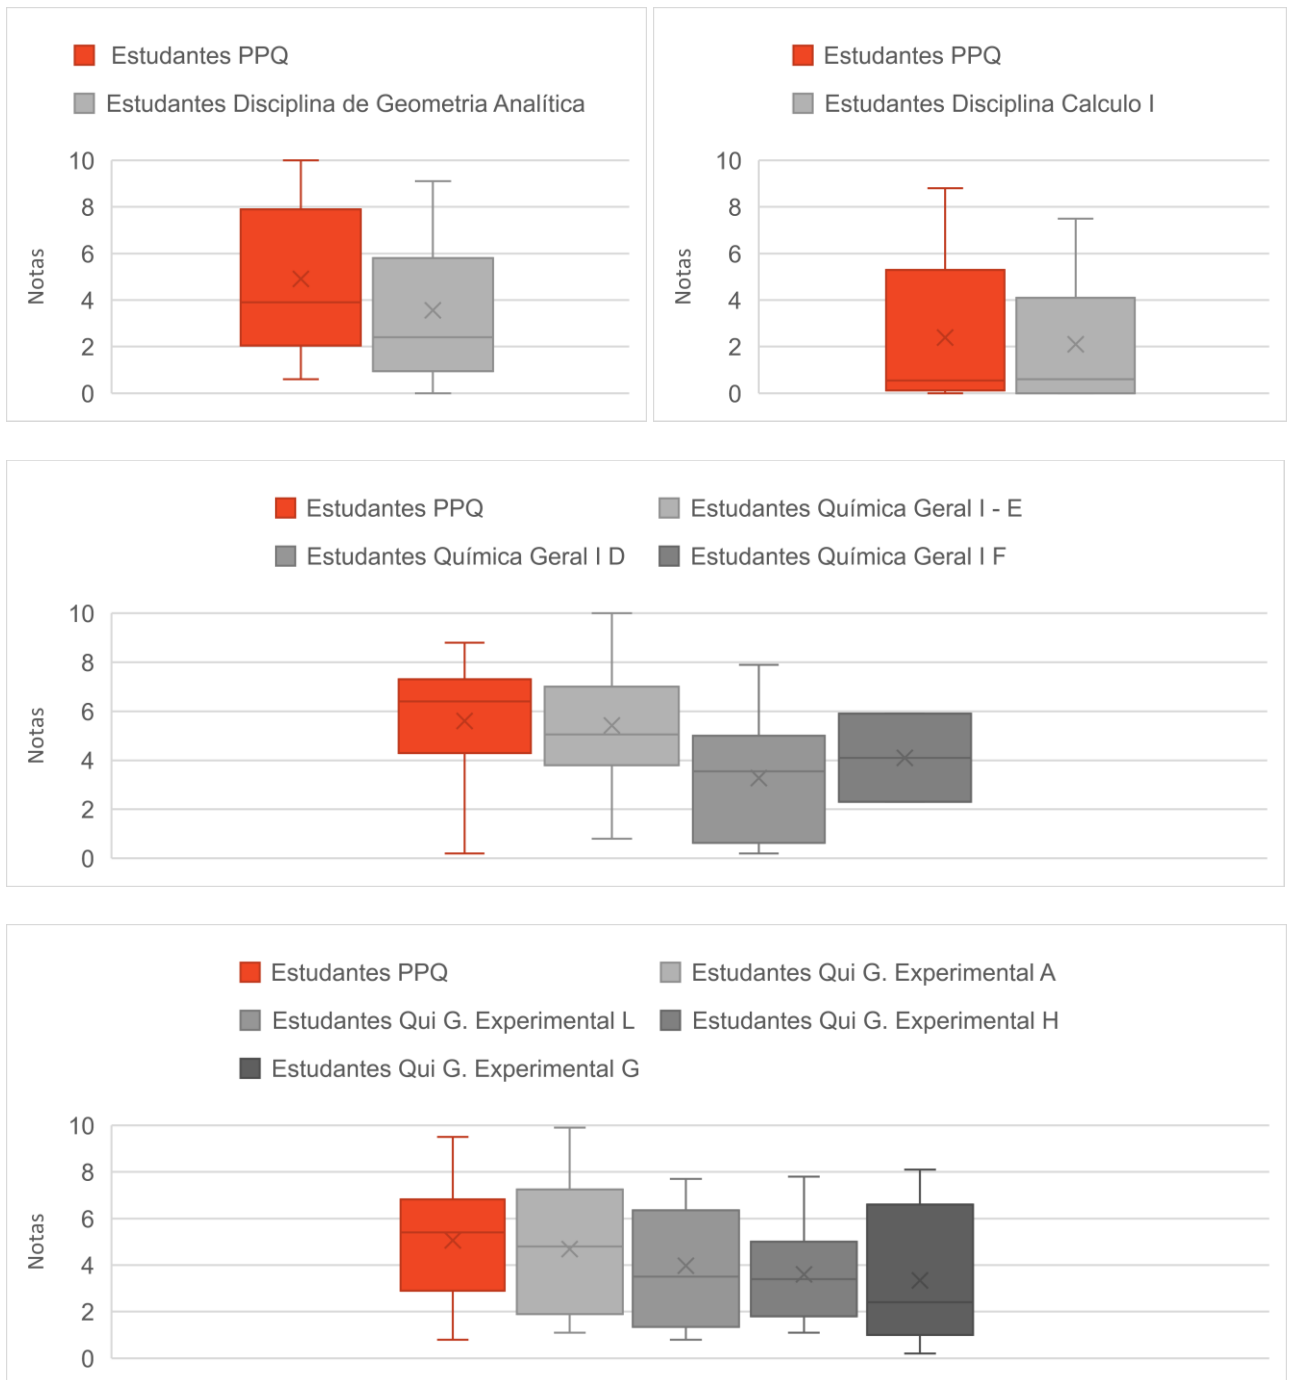 Estudantes PPQ
Estudantes Disciplina de Geometria Analítica
Notas
10
8
6
4
2
0
Estudantes PPQ
Estudantes Disciplina Calculo I
Notas
10
8
6
4
2
0
Estudantes PPQ
Estudantes Química Geral I - E
Estudantes Química Geral I D
Estudantes Química Geral I F
Notas
10
8
6
4
2
0
Estudantes PPQ
Estudantes Qui G. Experimental A
Estudantes Qui G. Experimental L
Estudantes Qui G. Experimental H
Estudantes Qui G. Experimental G
Notas
10
8
6
4
2
0